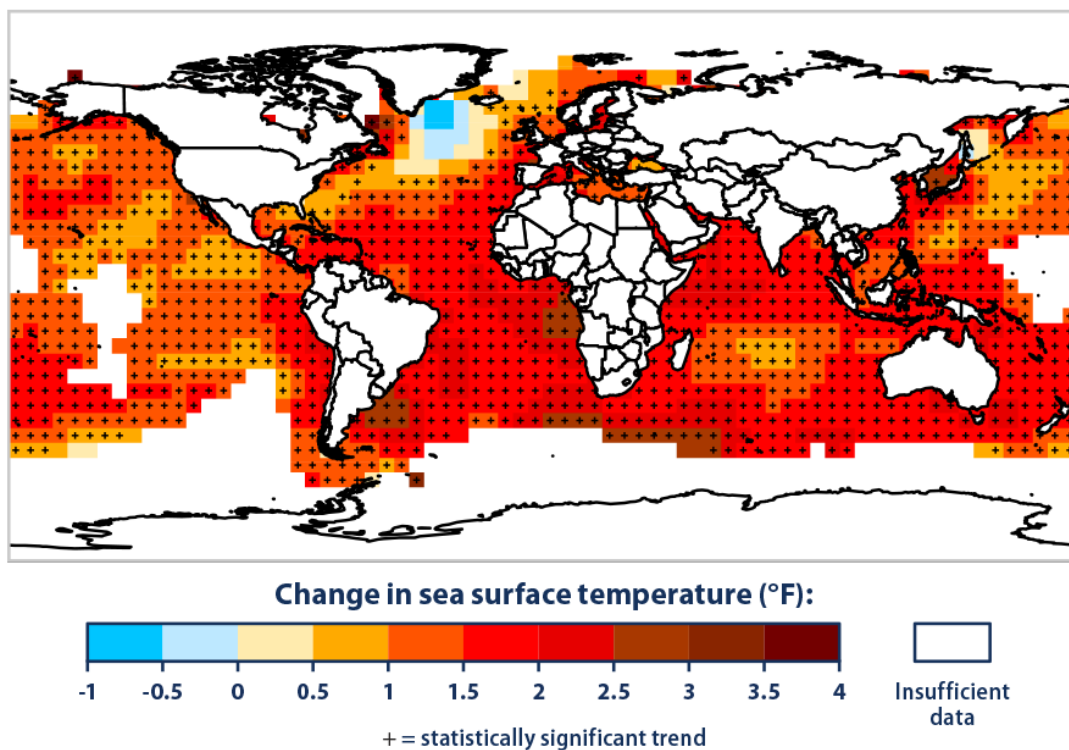 Change in sea surface temperature (°F):
-1 -0.5 0 0.5 1 1.5 2 2.5 3 3.5 4
Insufficient
data
+ = statistically significant trend